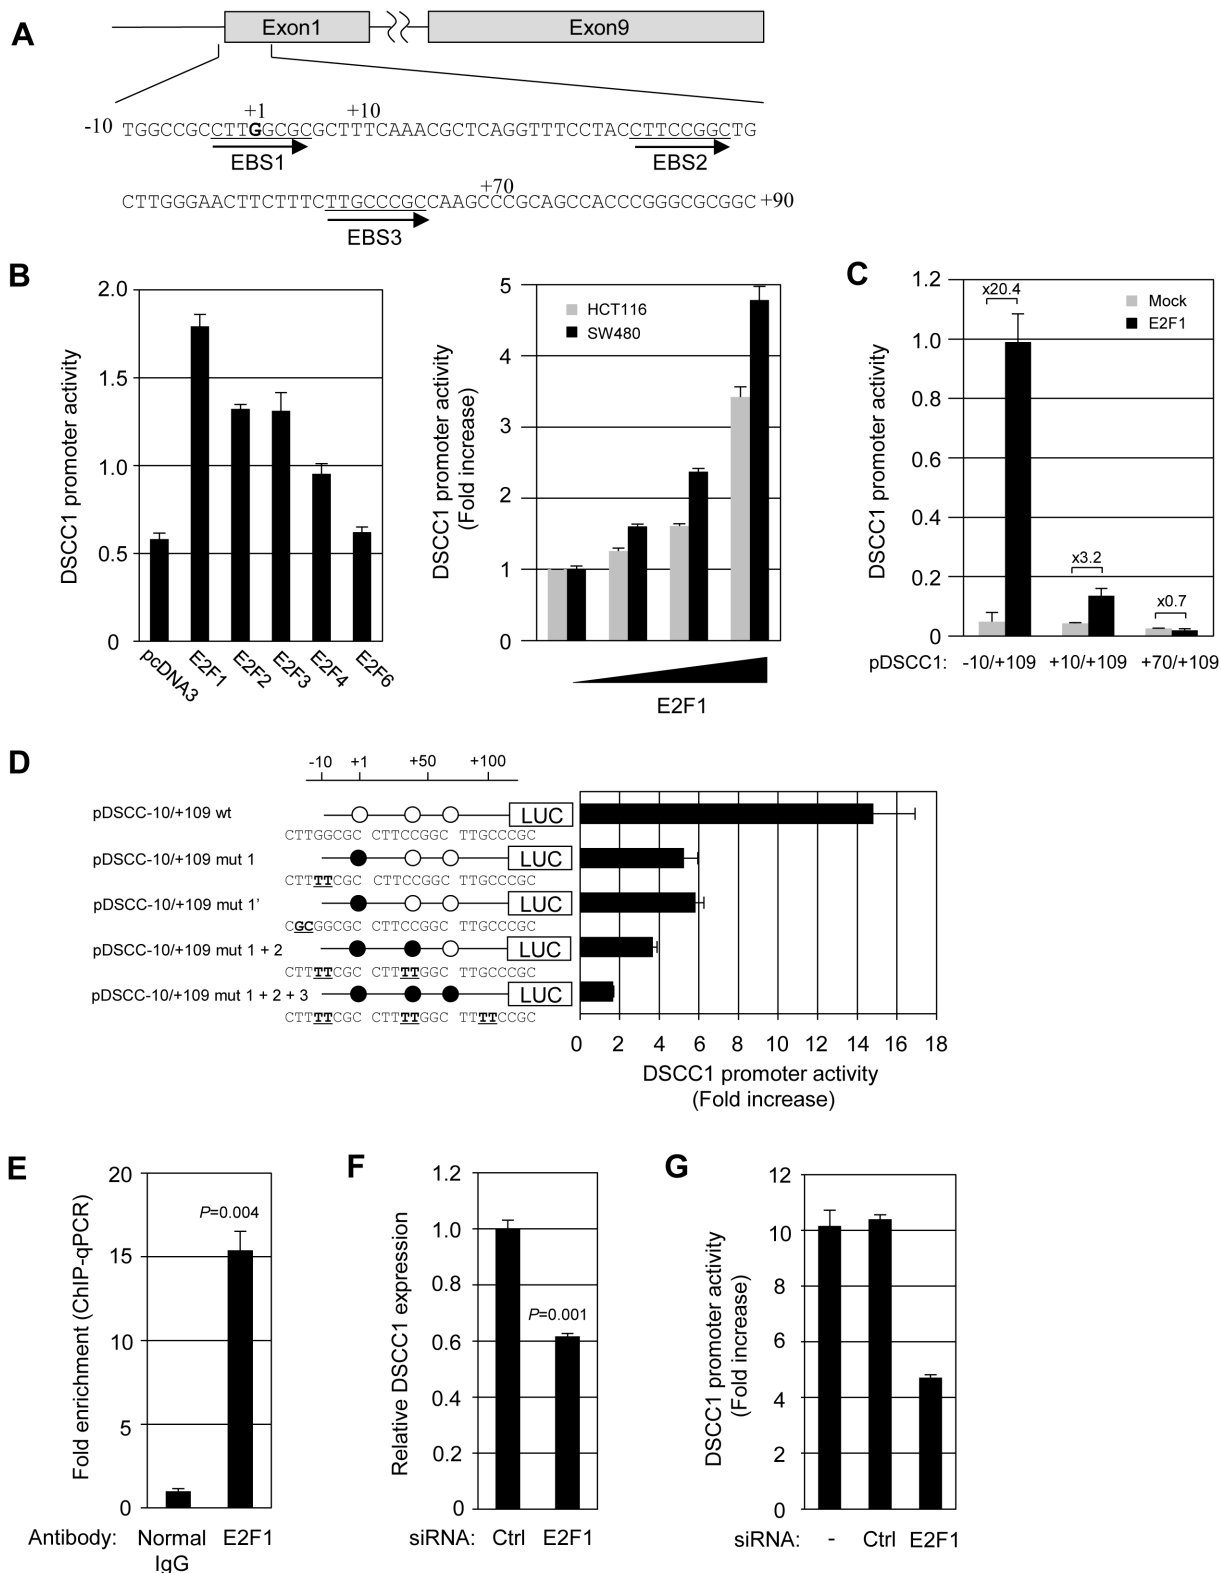 A
Exon1
Exon9
+1
+10
-10 TGGCCGCCTTGGCGCGCTTTCAAACGCTCAGGTTTCCTACCTTCCGGCTG
EBS1
EBS2
+70
CTTGGGAACTTCTTTCTTGCCCGCCAAGCCCGCAGCCACCCGGGCGCGGC +90
EBS3
B
DSCC1 promoter activity
2.0
1.5
1.0
0.5
0
pcDNA3
E2F1
E2F2
E2F3
E2F4
E2F6
DSCC1 promoter activity
(Fold increase)
5
4
3
2
1
0
HCT116
SW480
E2F1
C
DSCC1 promoter activity
1.2
1.0
0.8
0.6
0.4
0.2
0
Mock
E2F1
x20.4
x3.2
x0.7
pDSCC1: -10/+109 +10/+109 +70/+109
D
-10 +1 +50 +100
pDSCC-10/+109 wt
LUC
CTTGGCGC CTTCCGGC TTGCCCGC
pDSCC-10/+109 mut 1
LUC
CTTTTCGC CTTCCGGC TTGCCCGC
pDSCC-10/+109 mut 1’
LUC
CGCGGCGC CTTCCGGC TTGCCCGC
pDSCC-10/+109 mut 1 + 2
LUC
CTTTTCGC CTTTTGGC TTGCCCGC
pDSCC-10/+109 mut 1 + 2 + 3
LUC
CTTTTCGC CTTTTGGC TTTTCCGC
0 2 4 6 8 10 12 14 16 18
DSCC1 promoter activity
(Fold increase)
E
Fold enrichment (ChIP-qPCR)
20
15
10
5
0
P=0.004
Antibody: Normal IgG E2F1
F
Relative DSCC1 expression
1.2
1.0
0.8
0.6
0.4
0.2
0
P=0.001
siRNA: Ctrl E2F1
G
DSCC1 promoter activity
(Fold increase)
12
10
8
6
4
2
0
siRNA: - Ctrl E2F1